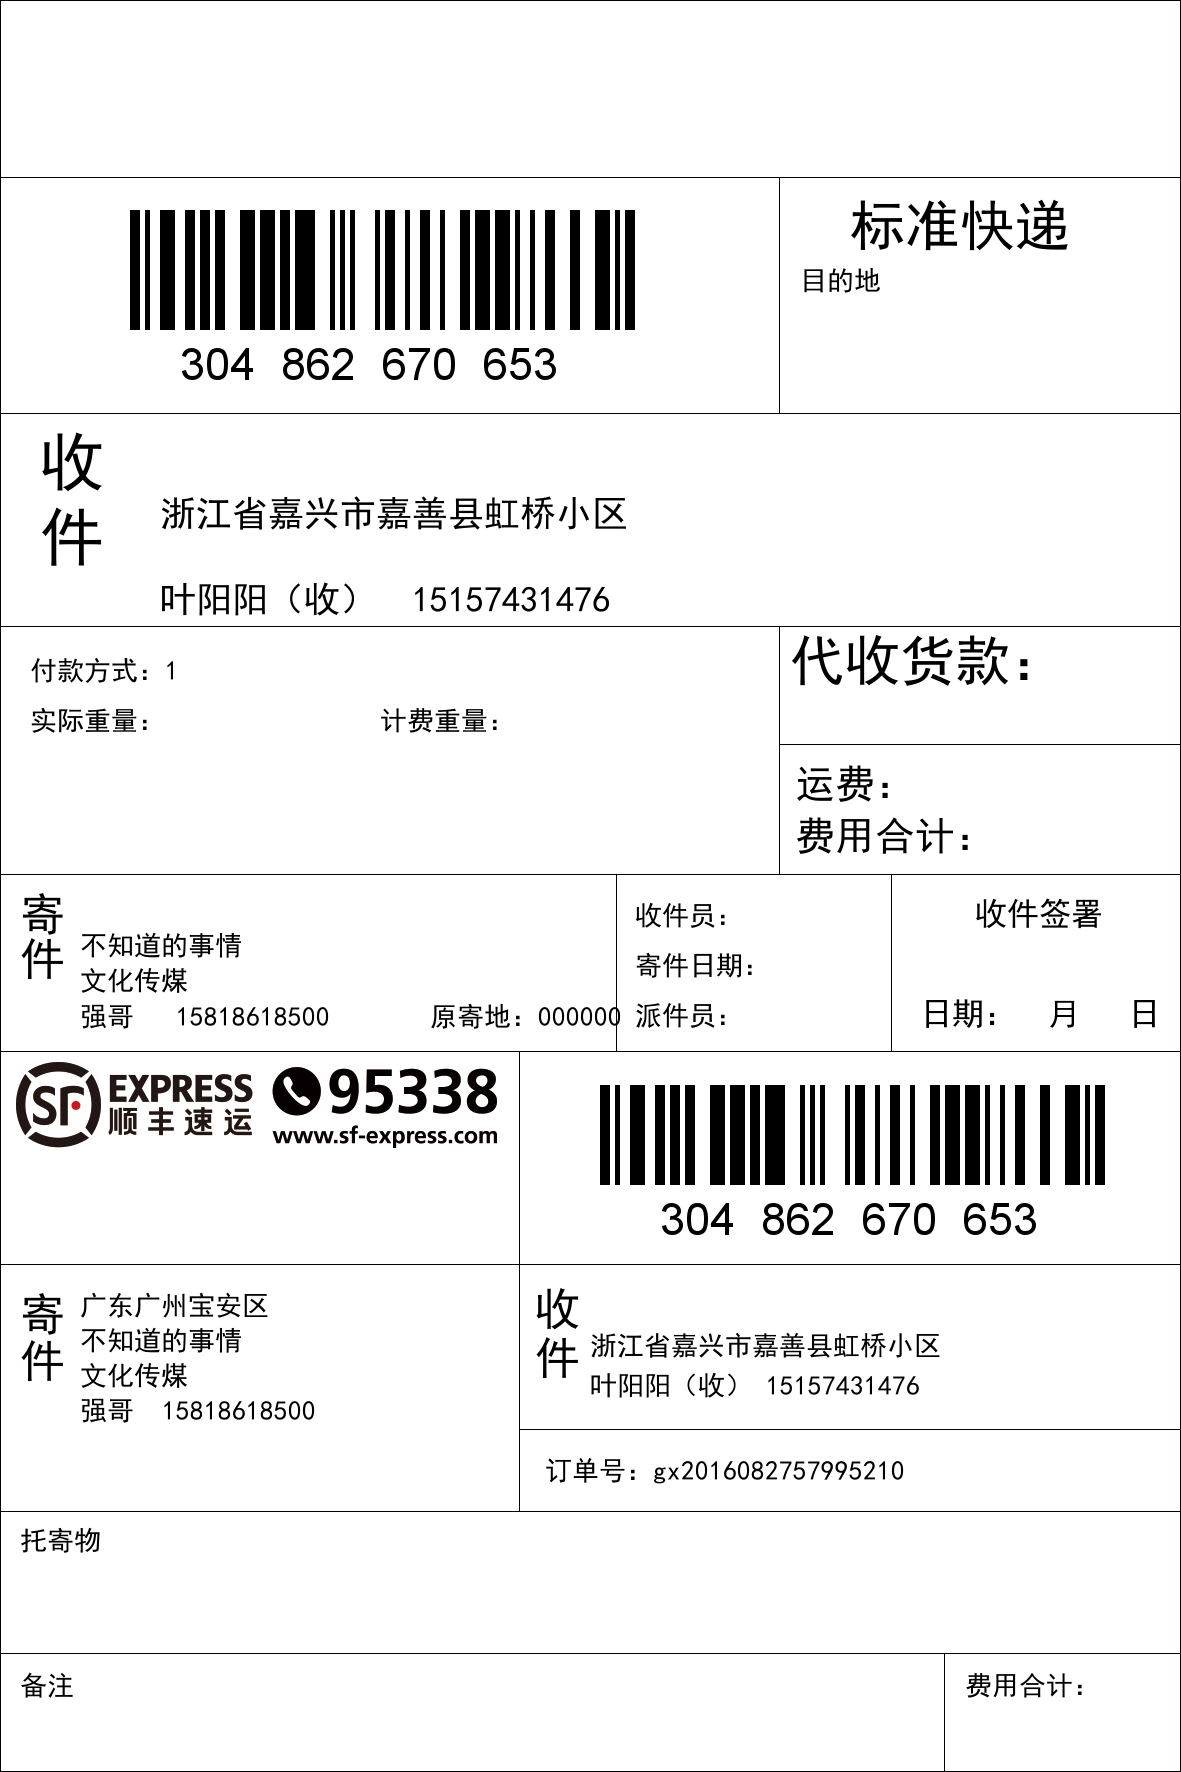 标准快递
目的地
304 862 670 653
收件
浙江省嘉兴市嘉善县虹桥小区
叶阳阳（收） 15157431476
付款方式：1
实际重量： 计费重量：
代收货款：
运费：
费用合计：
寄件
不知道的事情
文化传媒
强哥 15818618500 原寄地：000000
收件员：
寄件日期：
派件员：
收件签署
日期： 月 日
SF EXPRESS
顺丰速运
95338
www.sf-express.com
304 862 670 653
寄件
广东广州宝安区
不知道的事情
文化传媒
强哥 15818618500
收件
浙江省嘉兴市嘉善县虹桥小区
叶阳阳（收） 15157431476
订单号：gx2016082757995210
托寄物
备注
费用合计：